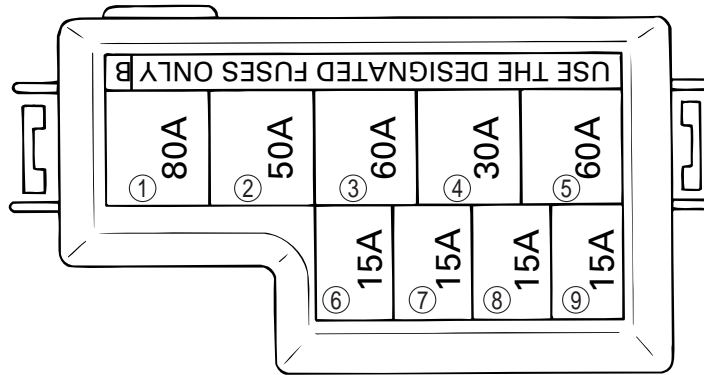 USE THE DESIGNATED FUSES ONLY B
① 80A ② 50A ③ 60A ④ 30A ⑤ 60A
⑥ 15A ⑦ 15A ⑧ 15A ⑨ 15A